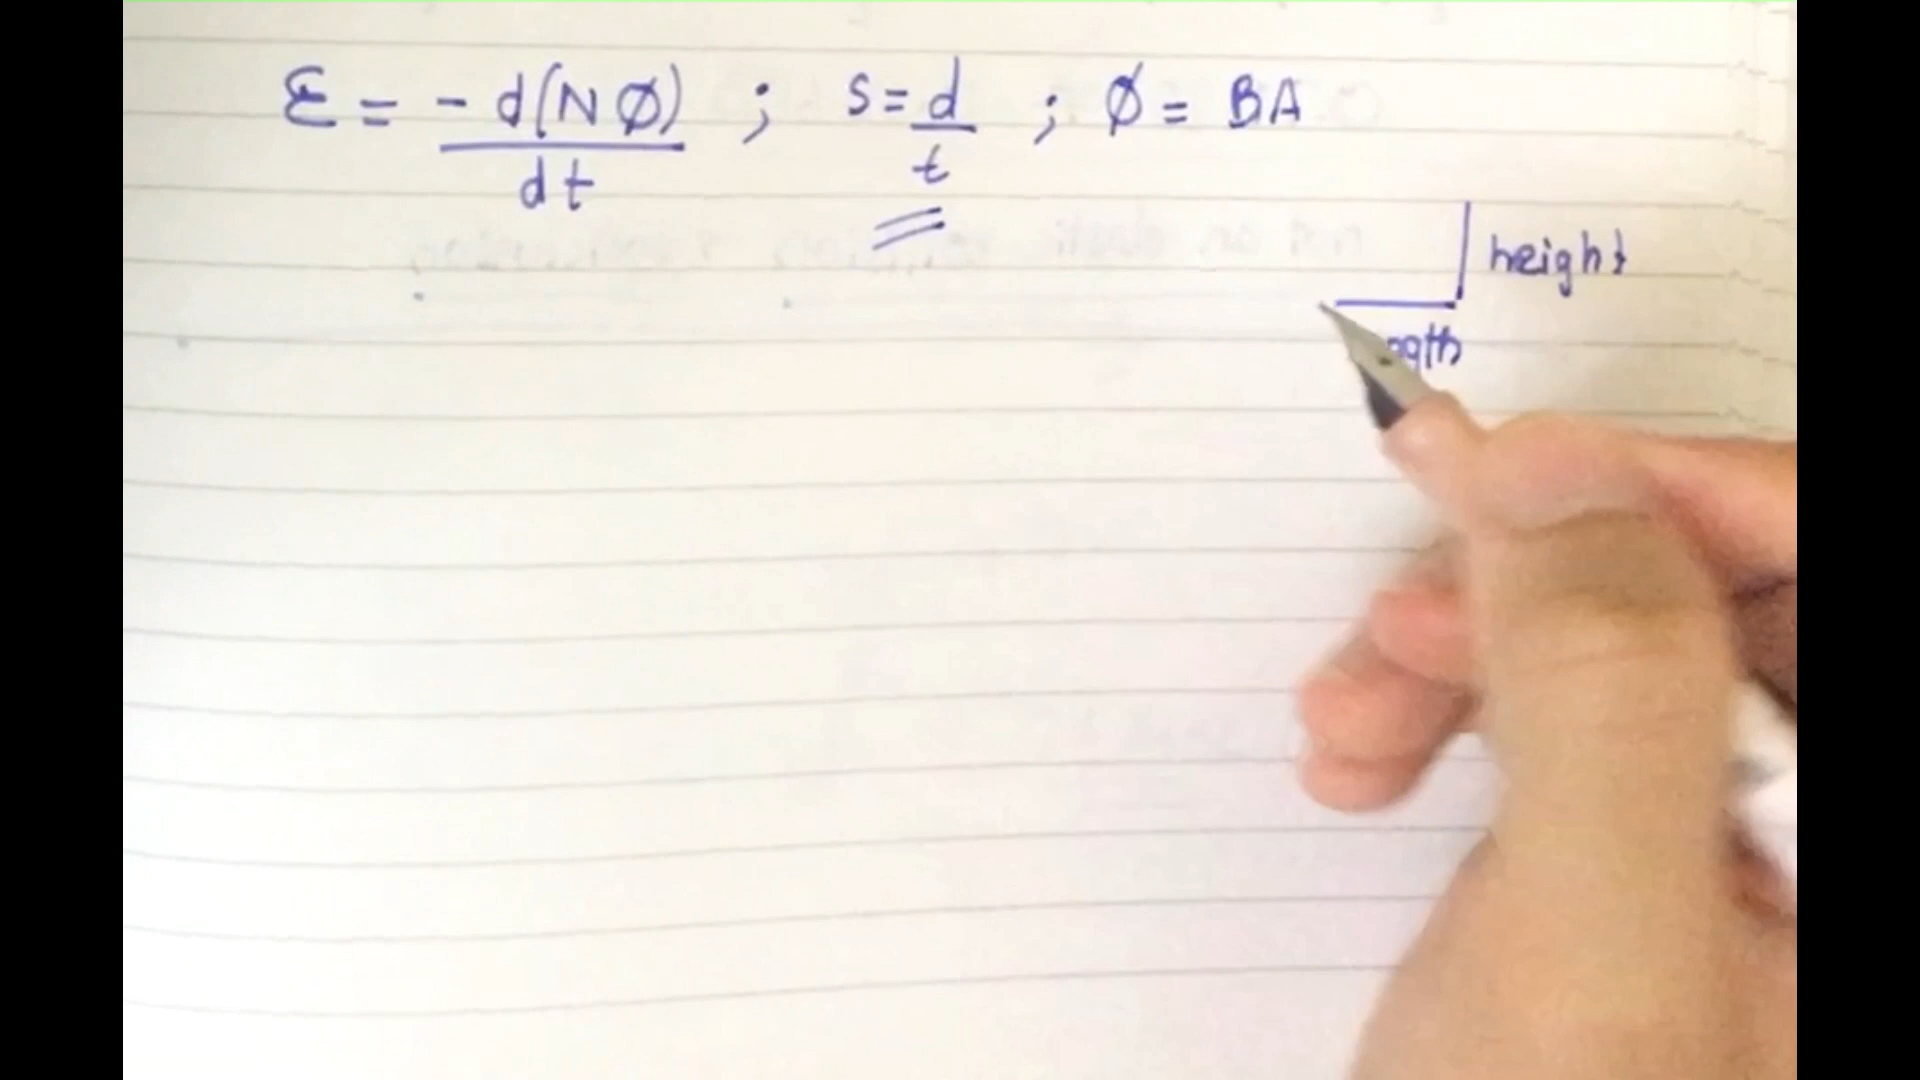 ε = -d(NØ)/dt ; s = d/t ; Ø = BA
height